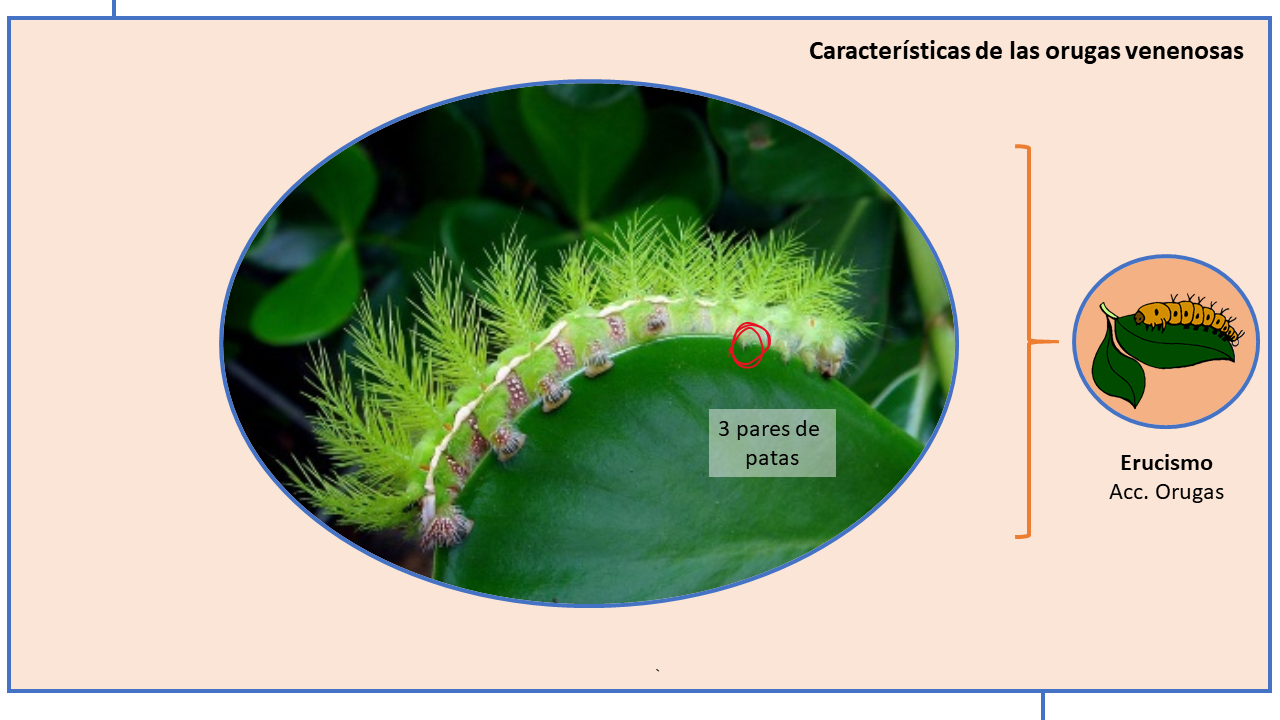 Características de las orugas venenosas
3 pares de
patas
Erucismo
Acc. Orugas
`